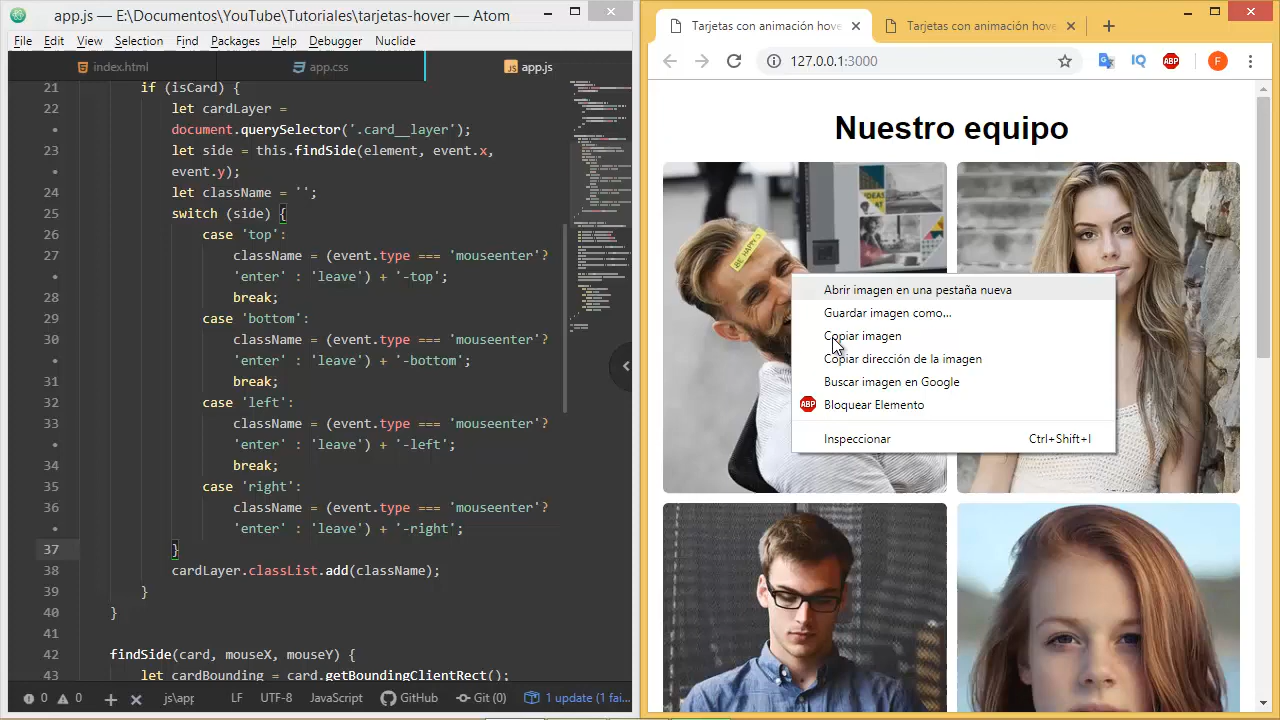 app.js — E:\Documentos\YouTube\Tutoriales\tarjetas-hover — Atom
File Edit View Selection Find Packages Help Debugger Nuclide
index.html app.css app.js
21 if (isCard) {
22 let cardLayer =
• document.querySelector('.card__layer');
23 let side = this.findSide(element, event.x,
• event.y);
24 let className = '';
25 switch (side) {
26 case 'top':
27 className = (event.type === 'mouseenter'?
• 'enter' : 'leave') + '-top';
28 break;
29 case 'bottom':
30 className = (event.type === 'mouseenter'?
• 'enter' : 'leave') + '-bottom';
31 break;
32 case 'left':
33 className = (event.type === 'mouseenter'?
• 'enter' : 'leave') + '-left';
34 break;
35 case 'right':
36 className = (event.type === 'mouseenter'?
• 'enter' : 'leave') + '-right';
37 }
38 cardLayer.classList.add(className);
39 }
40 }
41
42 findSide(card, mouseX, mouseY) {
43 let cardBounding = card.getBoundingClientRect();
0 0 js\app LF UTF-8 JavaScript GitHub Git (0) 1 update (1 fai...
Tarjetas con animación hove Tarjetas con animación hove
127.0.0.1:3000 IQ ABP F
Nuestro equipo
BE HAPPY
IDEAS
Abrir imagen en una pestaña nueva
Guardar imagen como...
Copiar imagen
Copiar dirección de la imagen
Buscar imagen en Google
ABP Bloquear Elemento
Inspeccionar Ctrl+Shift+I